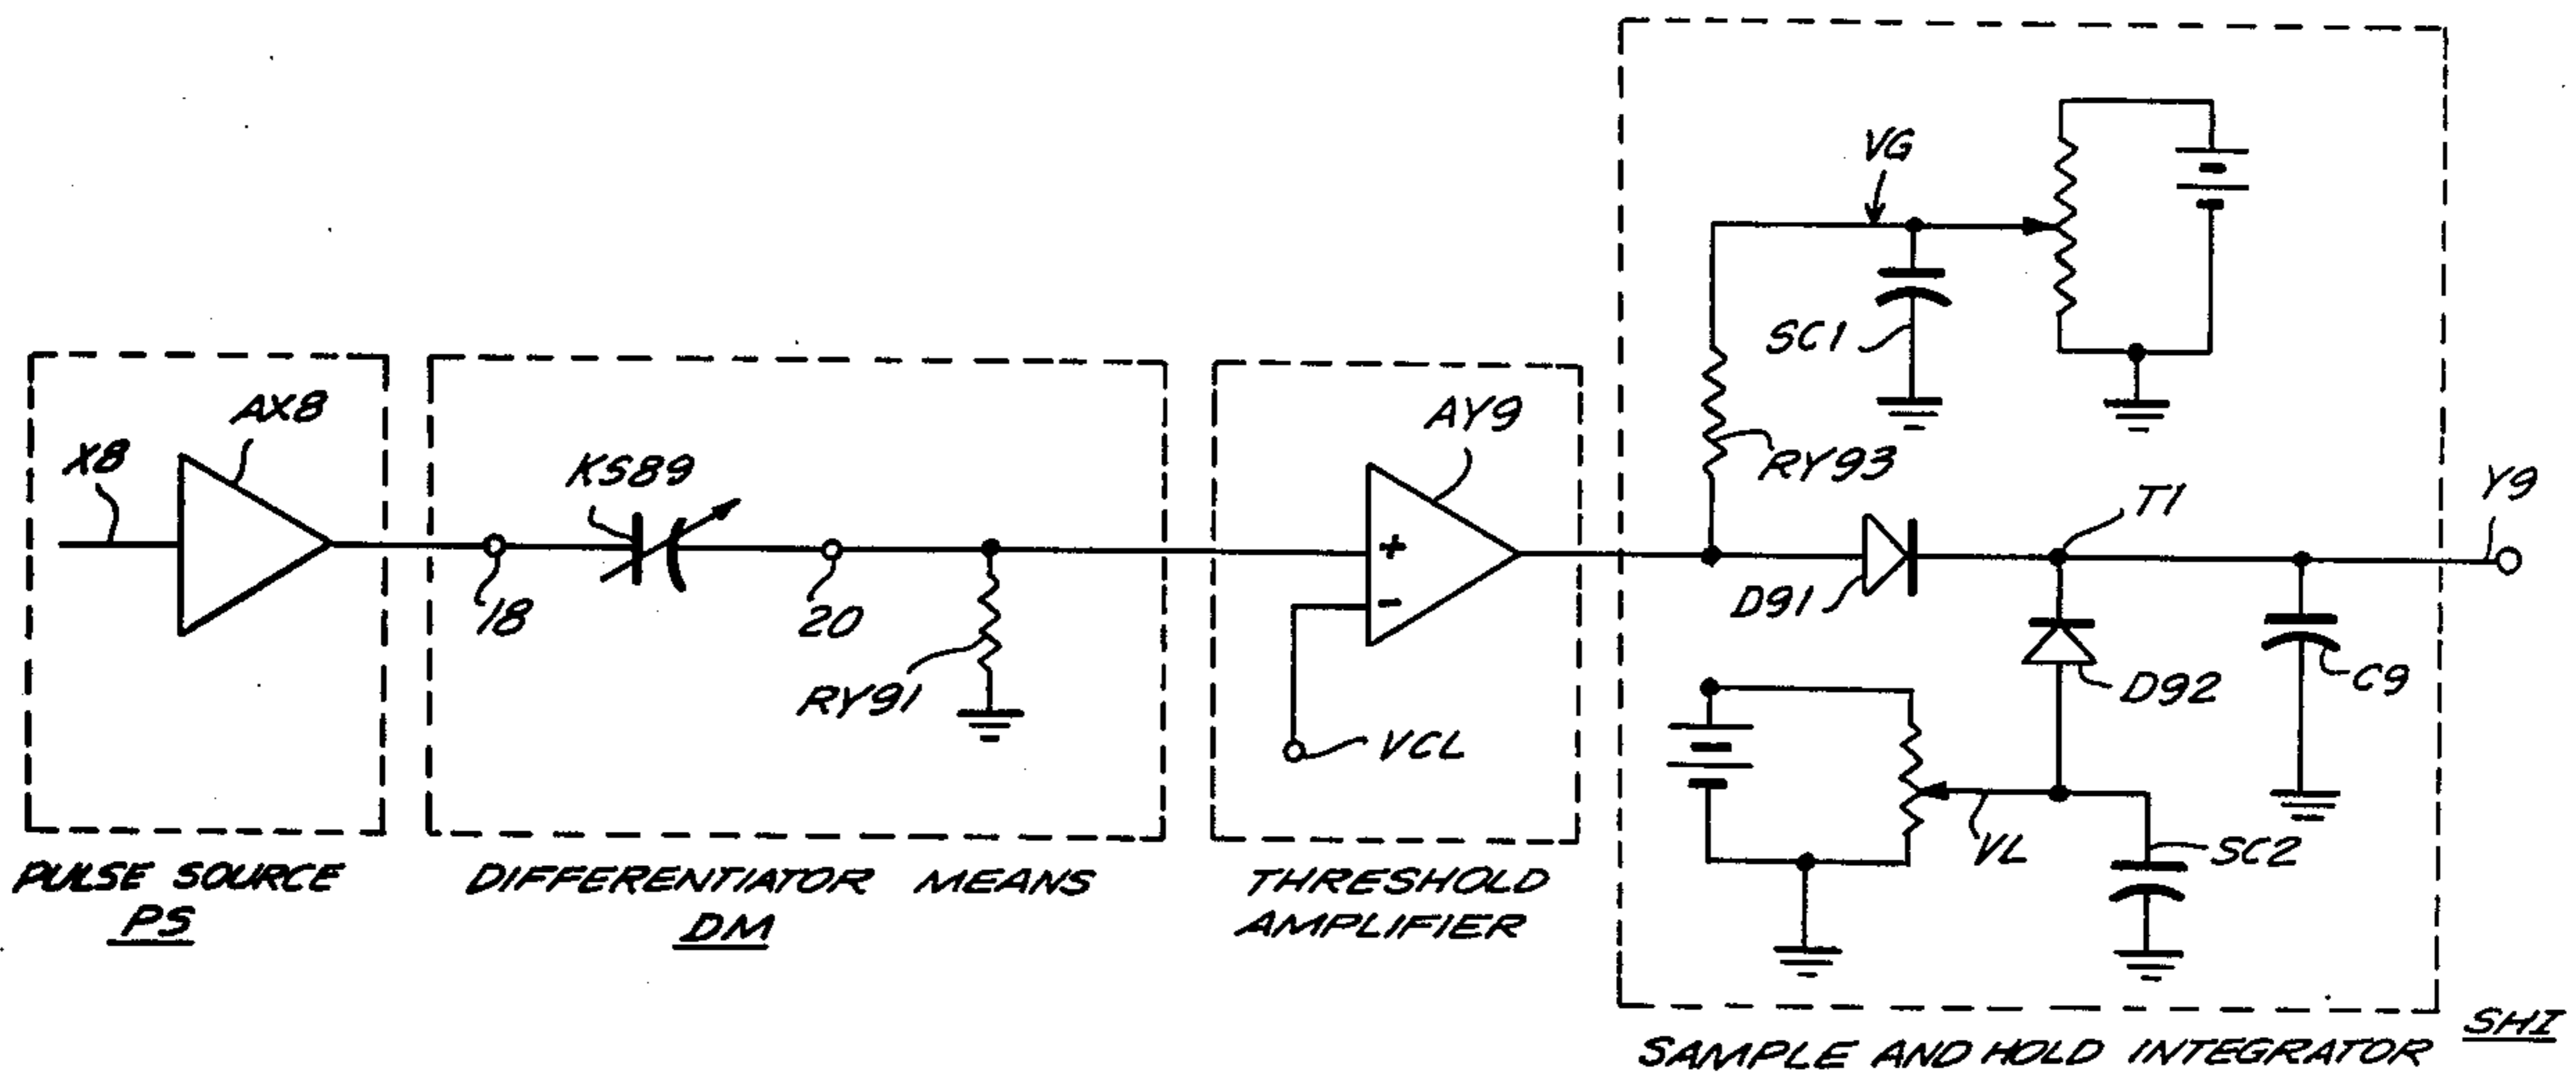 VG
SC1
RY93
X8
AX8
18
KS89
20
RY91
AY9
+
-
VCL
D91
T1
Y9
D92
C9
VL
SC2
PULSE SOURCE
PS
DIFFERENTIATOR MEANS
DM
THRESHOLD
AMPLIFIER
SAMPLE AND HOLD INTEGRATOR
SHI